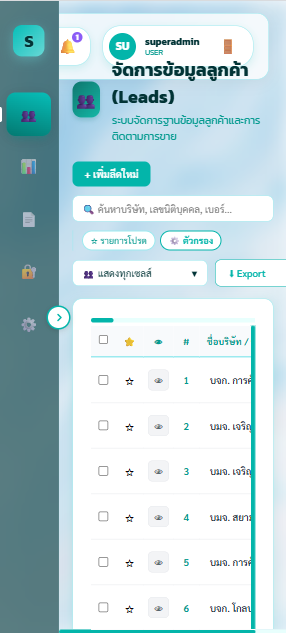 S
1
SU
superadmin
USER
จัดการข้อมูลลูกค้า
(Leads)
ระบบจัดการฐานข้อมูลลูกค้าและการ
ติดตามการขาย
+ เพิ่มลีดใหม่
ค้นหาบริษัท, เลขนิติบุคคล, เบอร์...
☆ รายการโปรด
ตัวกรอง
แสดงทุกเซลส์ ▼
⬇ Export
# ชื่อบริษัท /
1 บจก. การค้
2 บมจ. เจริญ
3 บมจ. เจริญ
4 บมจ. สยาม
5 บมจ. การค้
6 บจก. โกลบ